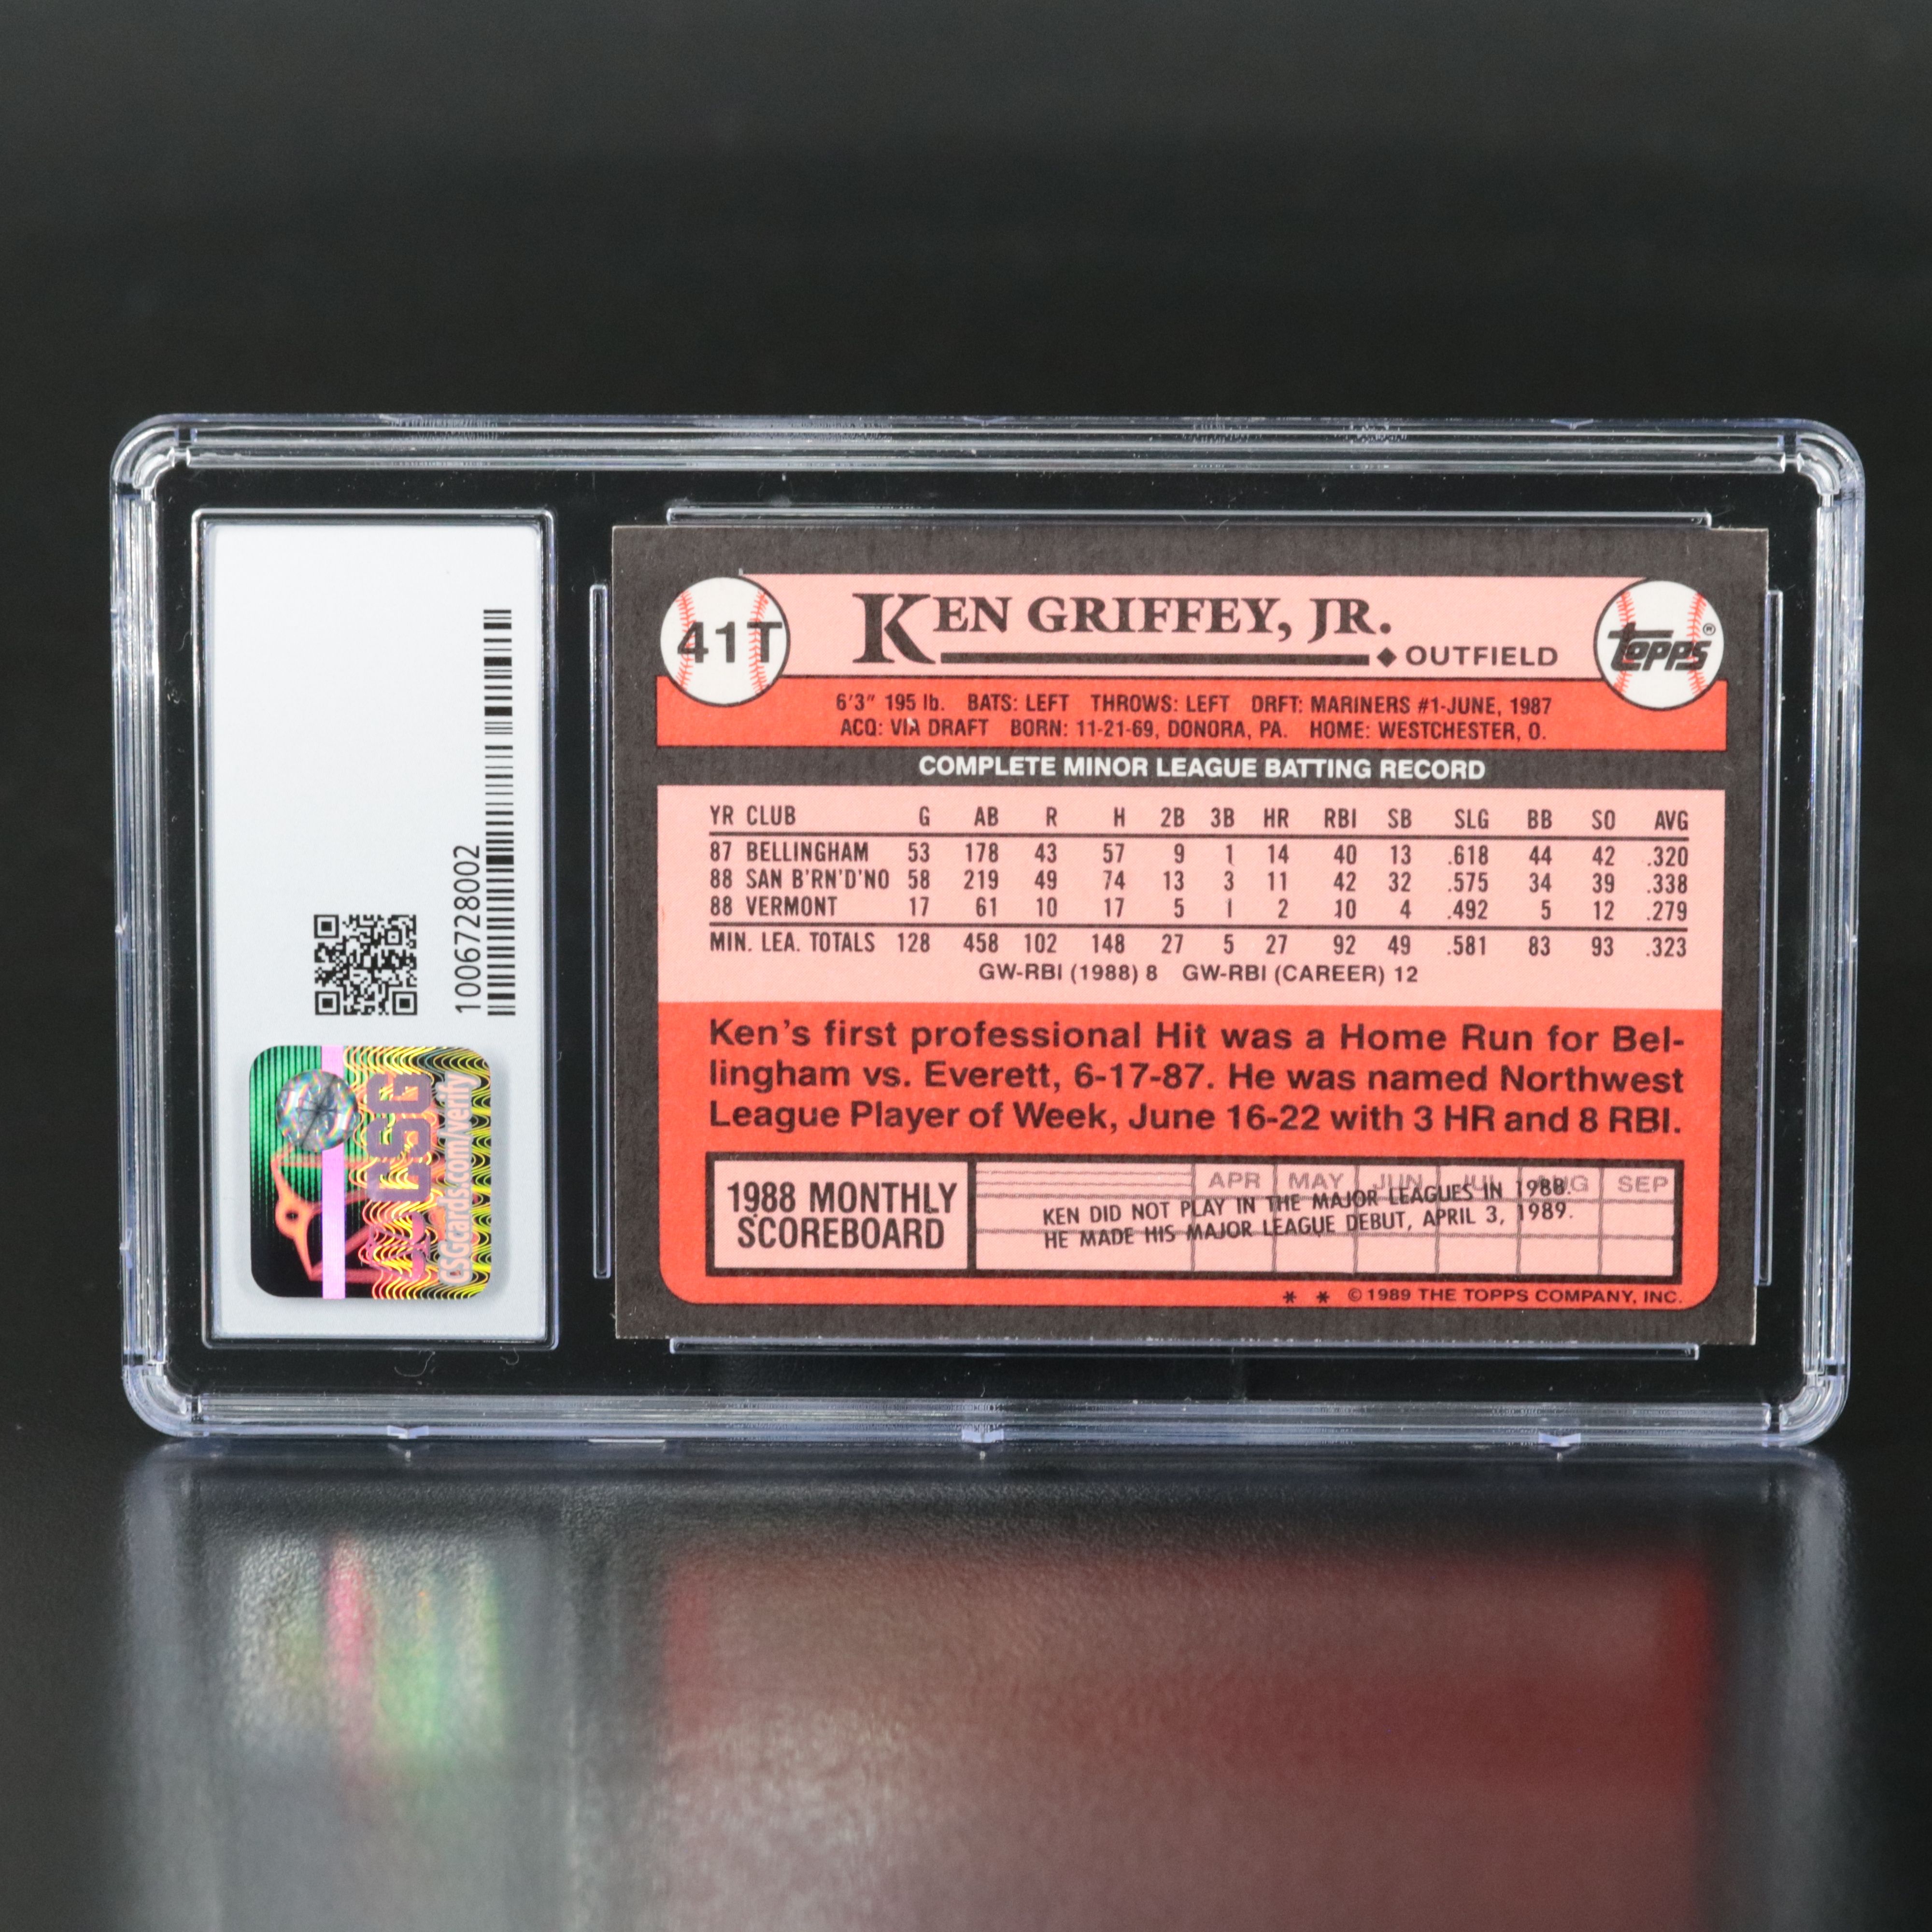 1006728002
CSG
CSGcards.com/verify
41T
KEN GRIFFEY, JR.
◆ OUTFIELD
topps®
6'3" 195 lb. BATS: LEFT THROWS: LEFT DRFT: MARINERS #1-JUNE, 1987
ACQ: VIA DRAFT BORN: 11-21-69, DONORA, PA. HOME: WESTCHESTER, O.
COMPLETE MINOR LEAGUE BATTING RECORD
YR CLUB G AB R H 2B 3B HR RBI SB SLG BB SO AVG
87 BELLINGHAM 53 178 43 57 9 1 14 40 13 .618 44 42 .320
88 SAN B'RN'D'NO 58 219 49 74 13 3 11 42 32 .575 34 39 .338
88 VERMONT 17 61 10 17 5 1 2 10 4 .492 5 12 .279
MIN. LEA. TOTALS 128 458 102 148 27 5 27 92 49 .581 83 93 .323
GW-RBI (1988) 8 GW-RBI (CAREER) 12
Ken's first professional Hit was a Home Run for Bel-
lingham vs. Everett, 6-17-87. He was named Northwest
League Player of Week, June 16-22 with 3 HR and 8 RBI.
1988 MONTHLY
SCOREBOARD
APR MAY JUN JUL AUG SEP
KEN DID NOT PLAY IN THE MAJOR LEAGUES IN 1988.
HE MADE HIS MAJOR LEAGUE DEBUT, APRIL 3, 1989.
* * ©1989 THE TOPPS COMPANY, INC.